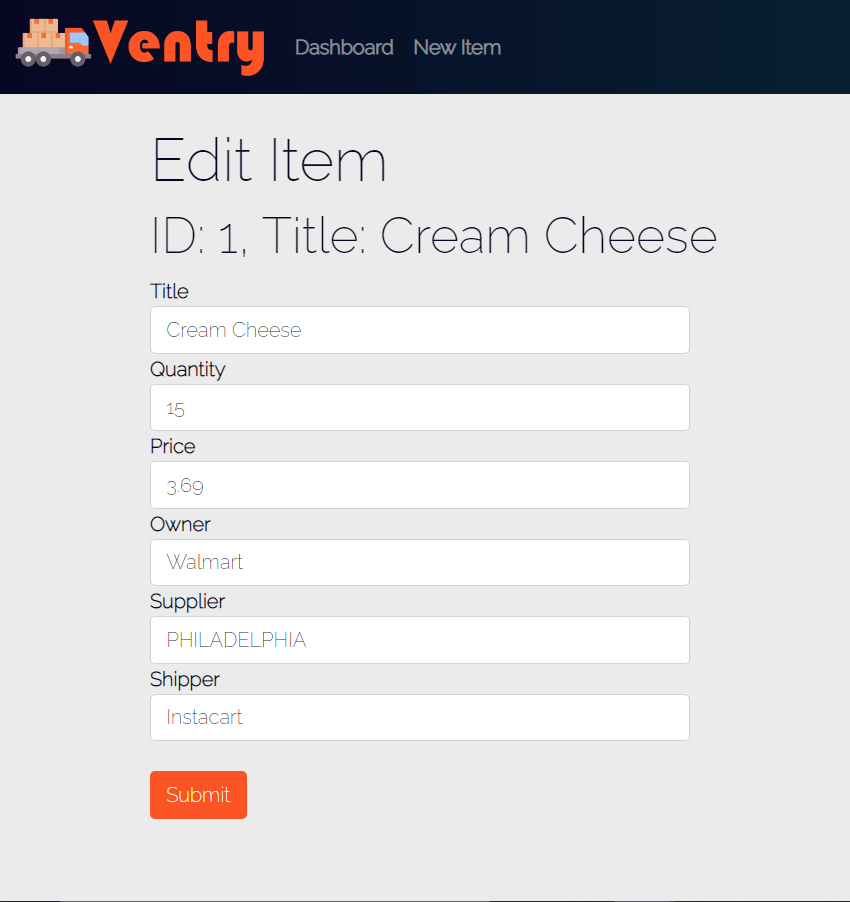 Ventry Dashboard New Item
Edit Item
ID: 1, Title: Cream Cheese
Title
Cream Cheese
Quantity
15
Price
3.69
Owner
Walmart
Supplier
PHILADELPHIA
Shipper
Instacart
Submit